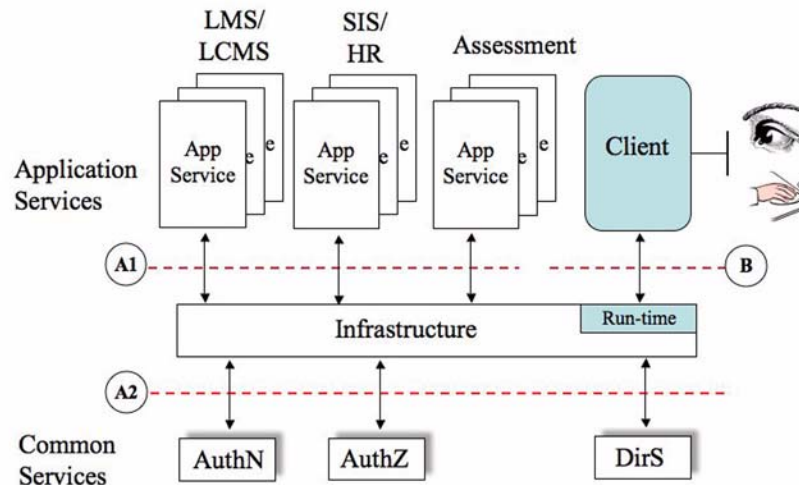 LMS/
LCMS
SIS/
HR
Assessment
App
Service
e
e
App
Service
e
e
App
Service
e
e
Client
Application
Services
A1
B
Infrastructure
Run-time
A2
Common
Services
AuthN
AuthZ
DirS